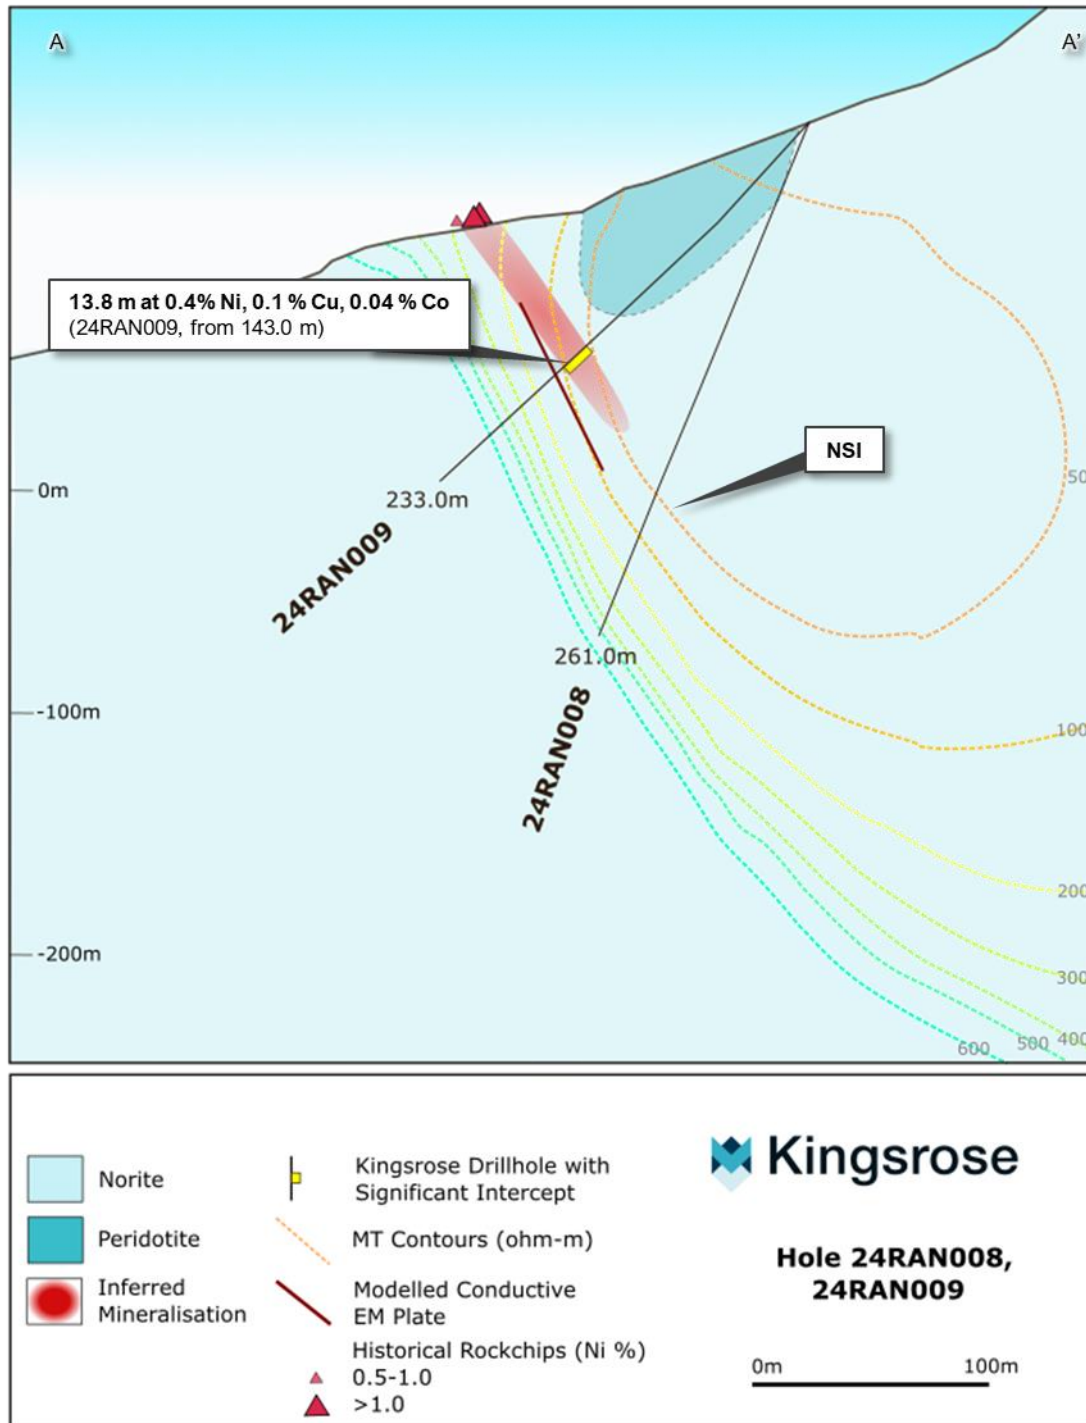 A
A'
13.8 m at 0.4% Ni, 0.1 % Cu, 0.04 % Co
(24RAN009, from 143.0 m)
NSI
50
0m
233.0m
24RAN009
261.0m
24RAN008
-100m
100
200
-200m
300
400
500
600
Norite
Peridotite
Inferred
Mineralisation
Kingsrose Drillhole with
Significant Intercept
MT Contours (ohm-m)
Modelled Conductive
EM Plate
Historical Rockchips (Ni %)
0.5-1.0
>1.0
Kingsrose
Hole 24RAN008,
24RAN009
0m
100m